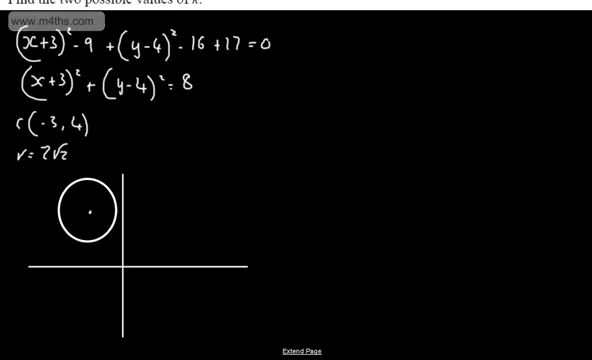 Find the two possible values of k.
www.m4ths.com
(x+3)² - 9 + (y-4)² - 16 + 17 = 0
(x+3)² + (y-4)² = 8
C(-3, 4)
r = 2√2
Extend Page